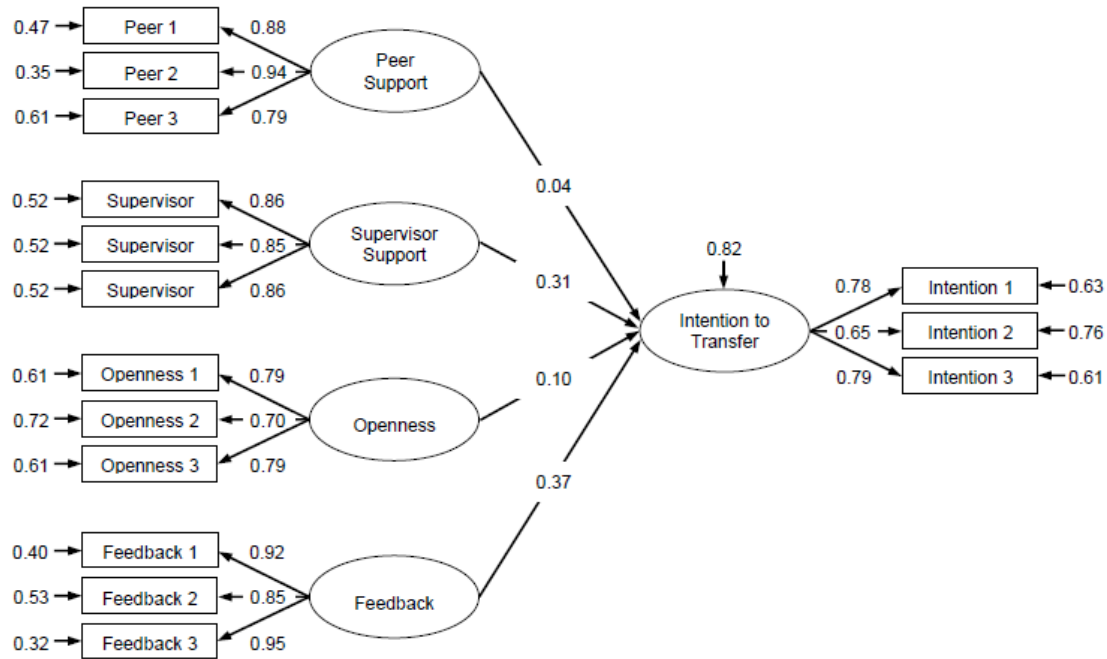 0.47 Peer 1 0.88
0.35 Peer 2 0.94
0.61 Peer 3 0.79
Peer
Support
0.04
0.52 Supervisor 0.86
0.52 Supervisor 0.85
0.52 Supervisor 0.86
Supervisor
Support
0.31
0.61 Openness 1 0.79
0.72 Openness 2 0.70
0.61 Openness 3 0.79
Openness
0.10
0.40 Feedback 1 0.92
0.53 Feedback 2 0.85
0.32 Feedback 3 0.95
Feedback
0.37
0.82
Intention to
Transfer
0.78 Intention 1 0.63
0.65 Intention 2 0.76
0.79 Intention 3 0.61